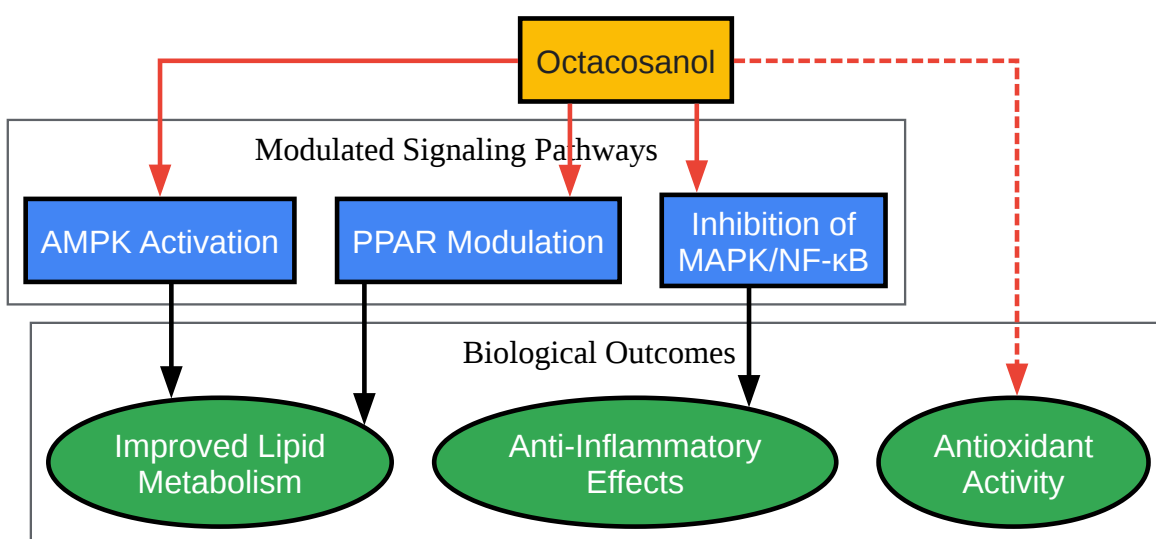 Octacosanol
Modulated Signaling Pathways
AMPK Activation
PPAR Modulation
Inhibition of
MAPK/NF-κB
Biological Outcomes
Improved Lipid
Metabolism
Anti-Inflammatory
Effects
Antioxidant
Activity